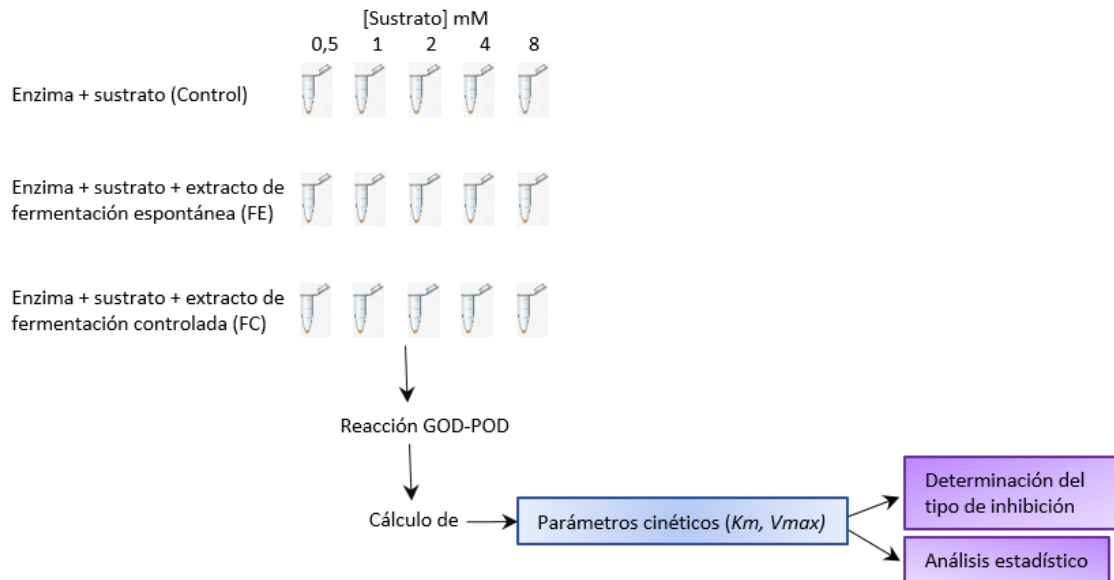 [Sustrato] mM
0,5 1 2 4 8
Enzima + sustrato (Control)
Enzima + sustrato + extracto de
fermentación espontánea (FE)
Enzima + sustrato + extracto de
fermentación controlada (FC)
Reacción GOD-POD
Cálculo de
Parámetros cinéticos (Km, Vmax)
Determinación del
tipo de inhibición
Análisis estadístico